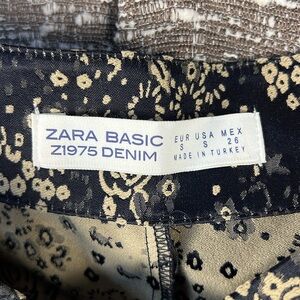 ZARA BASIC
Z1975 DENIM
EUR USA MEX
S S 26
MADE IN TURKEY